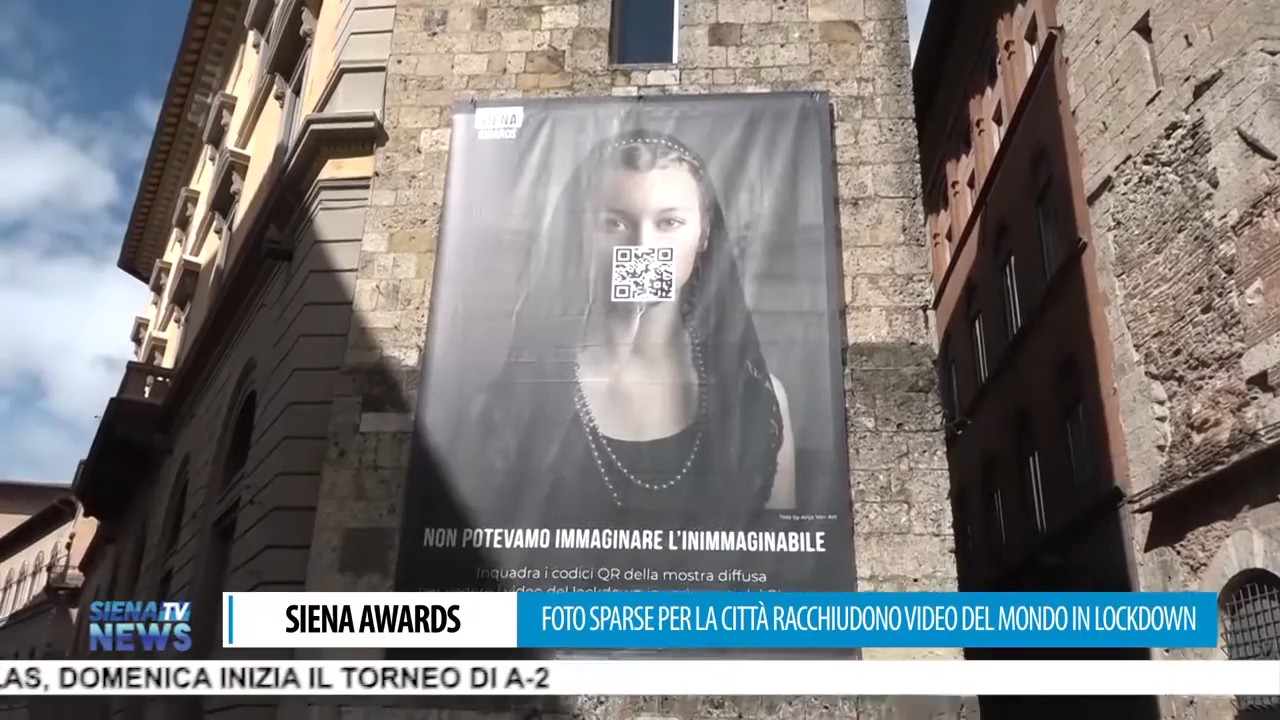 SIENA
AWARDS
NON POTEVAMO IMMAGINARE L'INIMMAGINABILE
Inquadra i codici QR della mostra diffusa
SIENA TV
NEWS
SIENA AWARDS
FOTO SPARSE PER LA CITTÀ RACCHIUDONO VIDEO DEL MONDO IN LOCKDOWN
LAS, DOMENICA INIZIA IL TORNEO DI A-2